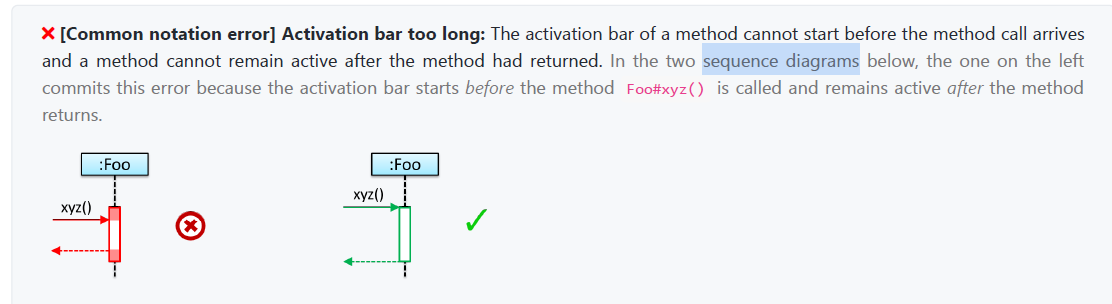 ❌ [Common notation error] Activation bar too long: The activation bar of a method cannot start before the method call arrives
and a method cannot remain active after the method had returned. In the two sequence diagrams below, the one on the left
commits this error because the activation bar starts before the method Foo#xyz() is called and remains active after the method
returns.
:Foo
:Foo
xyz()
xyz()